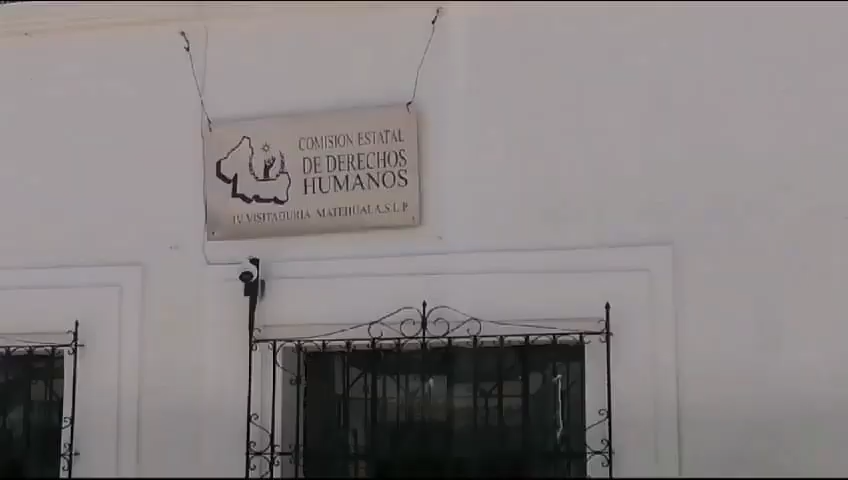 COMISION ESTATAL
DE DERECHOS
HUMANOS
IV VISITADURIA MATEHUALA, S.L.P.